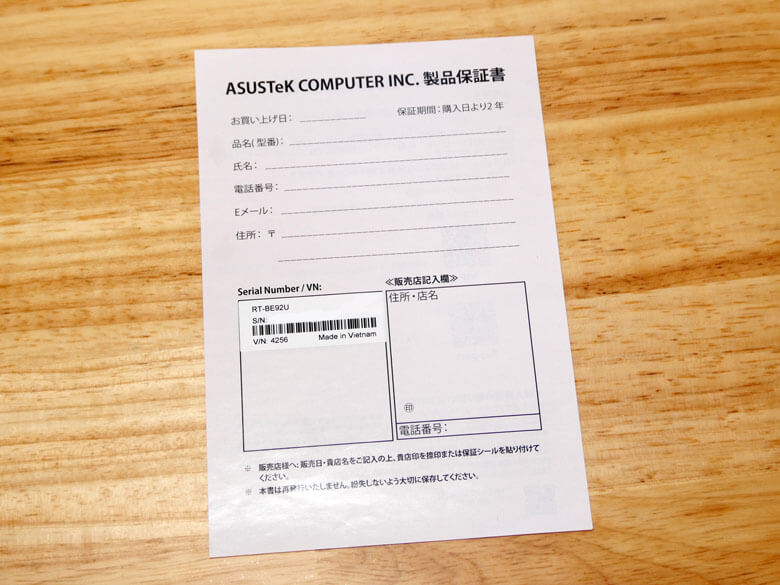 ASUSTeK COMPUTER INC. 製品保証書
お買い上げ日： 保証期間：購入日より2 年
品名( 型番)：
氏名：
電話番号：
Eメール：
住所： 〒
Serial Number / VN:
RT-BE92U
S/N:
V/N: 4256 Made in Vietnam
≪販売店記入欄≫
住所・店名
印
電話番号：
※ 販売店様へ: 販売日・貴店名をご記入の上、貴店印を捺印または保証シールを貼り付けて
ください。
※ 本書は再発行いたしません。紛失しないよう大切に保存してください。